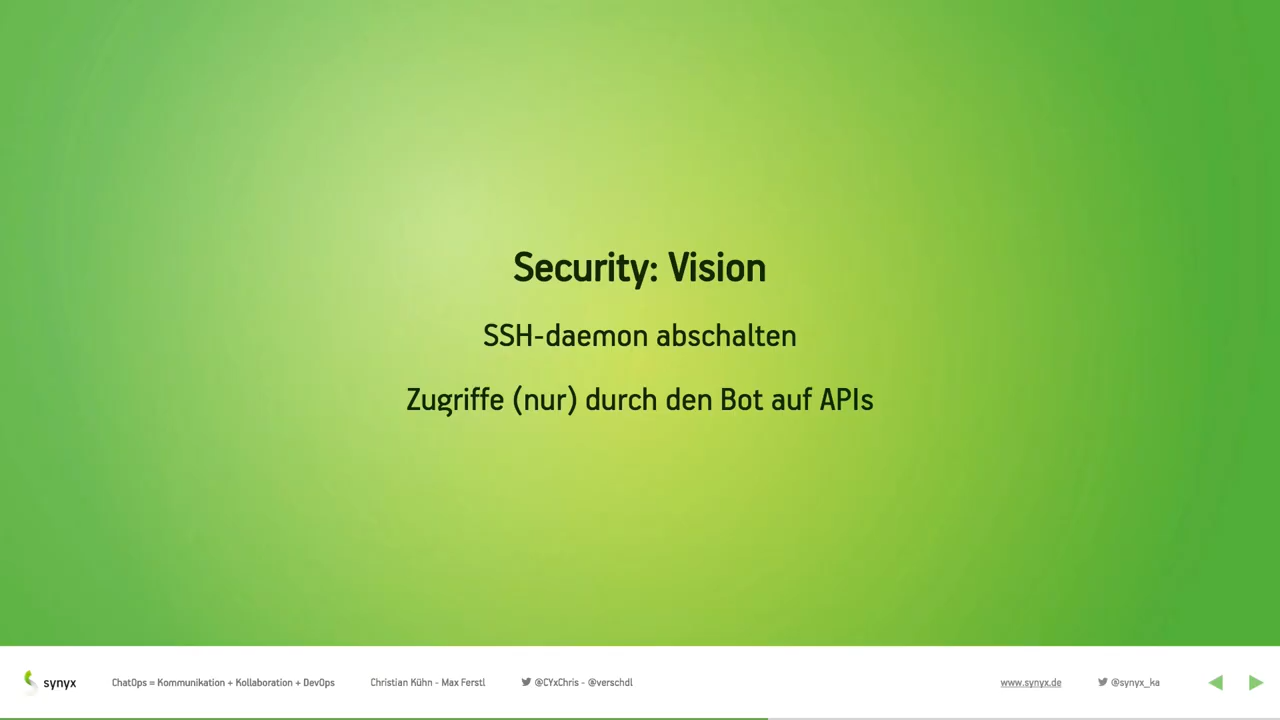 Security: Vision
SSH-daemon abschalten
Zugriffe (nur) durch den Bot auf APIs
synyx ChatOps = Kommunikation + Kollaboration + DevOps Christian Kühn - Max Ferstl @CYxChris - @verschdl www.synyx.de @synyx_ka